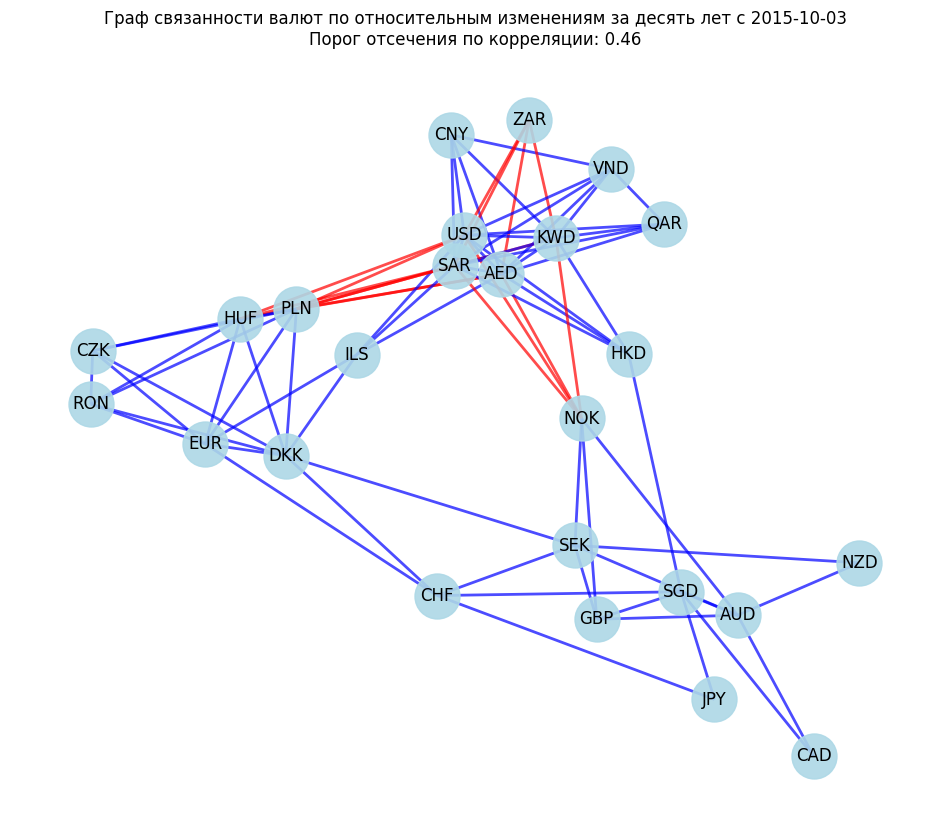 Граф связанности валют по относительным изменениям за десять лет с 2015-10-03
Порог отсечения по корреляции: 0.46
ZAR
CNY
VND
QAR
USD
KWD
SAR
AED
PLN
HUF
CZK
ILS
HKD
RON
NOK
EUR
DKK
SEK
NZD
SGD
CHF
AUD
GBP
JPY
CAD